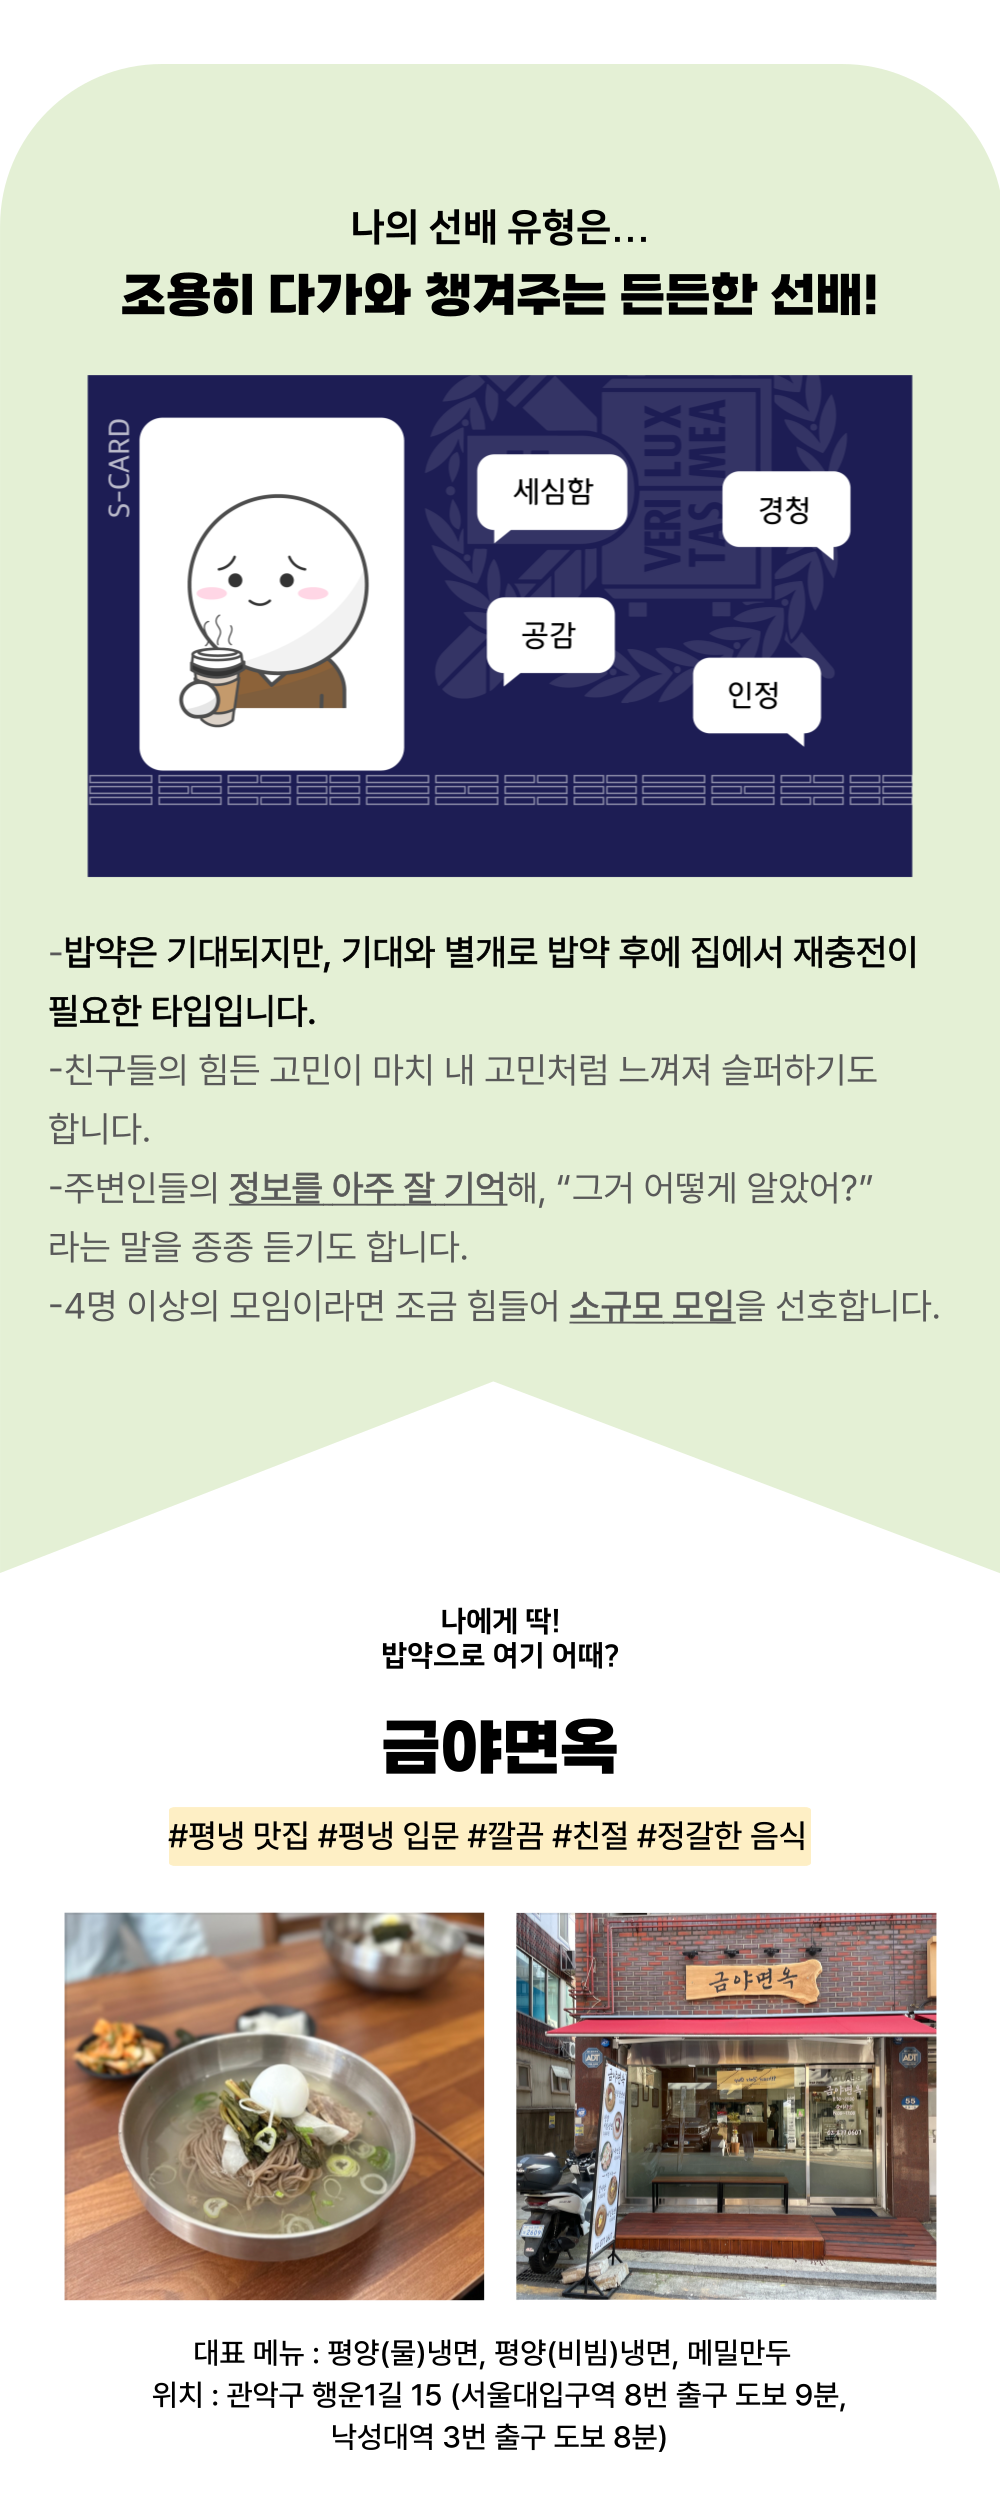 나의 선배 유형은...
조용히 다가와 챙겨주는 든든한 선배!
S-CARD
VERI LUX
TAS MEA
세심함
경청
공감
인정
-밥약은 기대되지만, 기대와 별개로 밥약 후에 집에서 재충전이
필요한 타입입니다.
-친구들의 힘든 고민이 마치 내 고민처럼 느껴져 슬퍼하기도
합니다.
-주변인들의 정보를 아주 잘 기억해, “그거 어떻게 알았어?”
라는 말을 종종 듣기도 합니다.
-4명 이상의 모임이라면 조금 힘들어 소규모 모임을 선호합니다.
나에게 딱!
밥약으로 여기 어때?
금야면옥
#평냉 맛집 #평냉 입문 #깔끔 #친절 #정갈한 음식
금야면옥
ADT
ADT
금야면옥
금야면옥
55
대표 메뉴 : 평양(물)냉면, 평양(비빔)냉면, 메밀만두
위치 : 관악구 행운1길 15 (서울대입구역 8번 출구 도보 9분,
낙성대역 3번 출구 도보 8분)